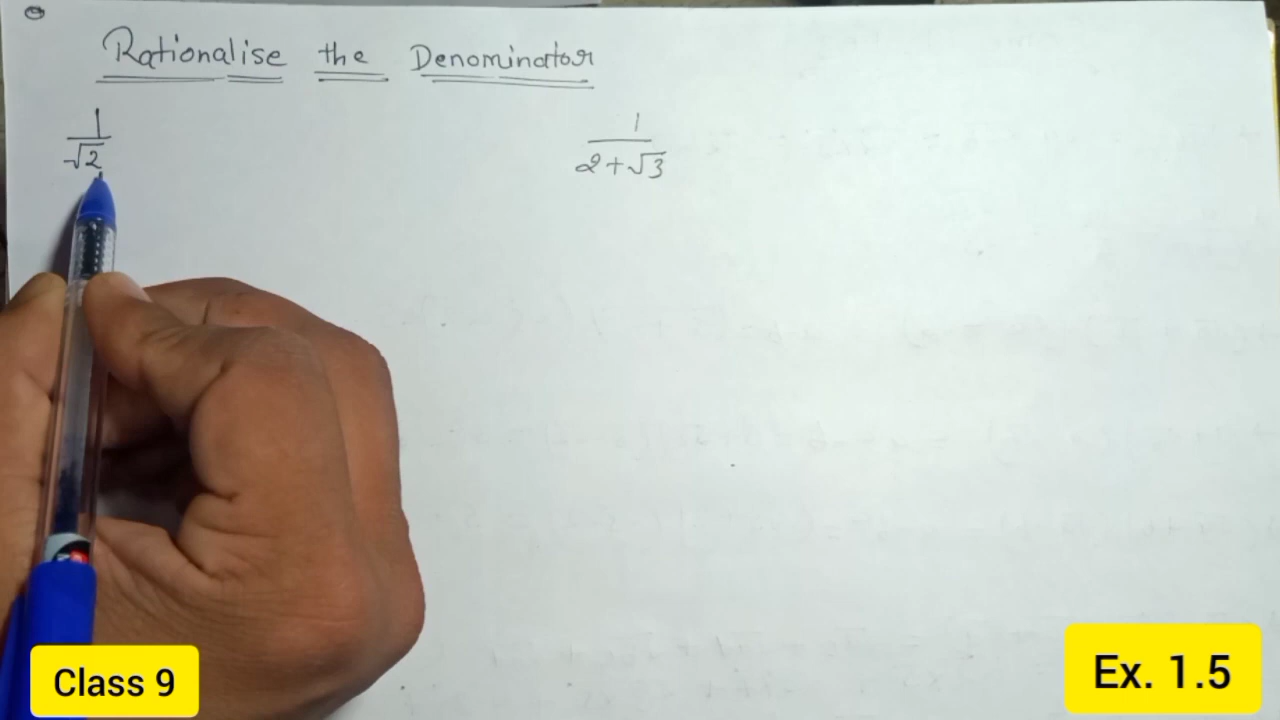 Rationalise the Denominator
1/√2
1/(2+√3)
Class 9
Ex. 1.5